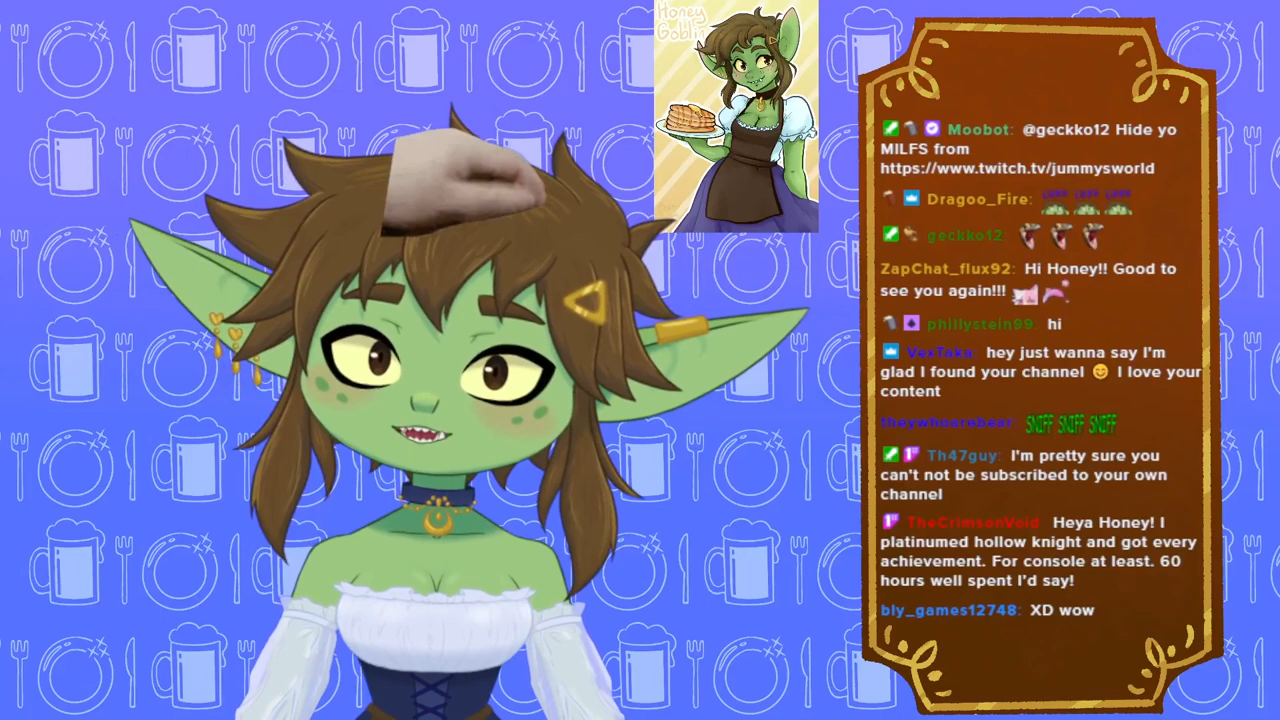 Honey
Goblin
Moobot: @geckko12 Hide yo
MILFS from
https://www.twitch.tv/jummysworld
Dragoo_Fire:
geckko12:
ZapChat_flux92: Hi Honey!! Good to
see you again!!!
phillystein99: hi
VexTaku: hey just wanna say I'm
glad I found your channel 😊 I love your
content
theywhoarebear: SNIFF SNIFF SNIFF
Th47guy: I'm pretty sure you
can't not be subscribed to your own
channel
TheCrimsonVoid: Heya Honey! I
platinumed hollow knight and got every
achievement. For console at least. 60
hours well spent I'd say!
bly_games12748: XD wow